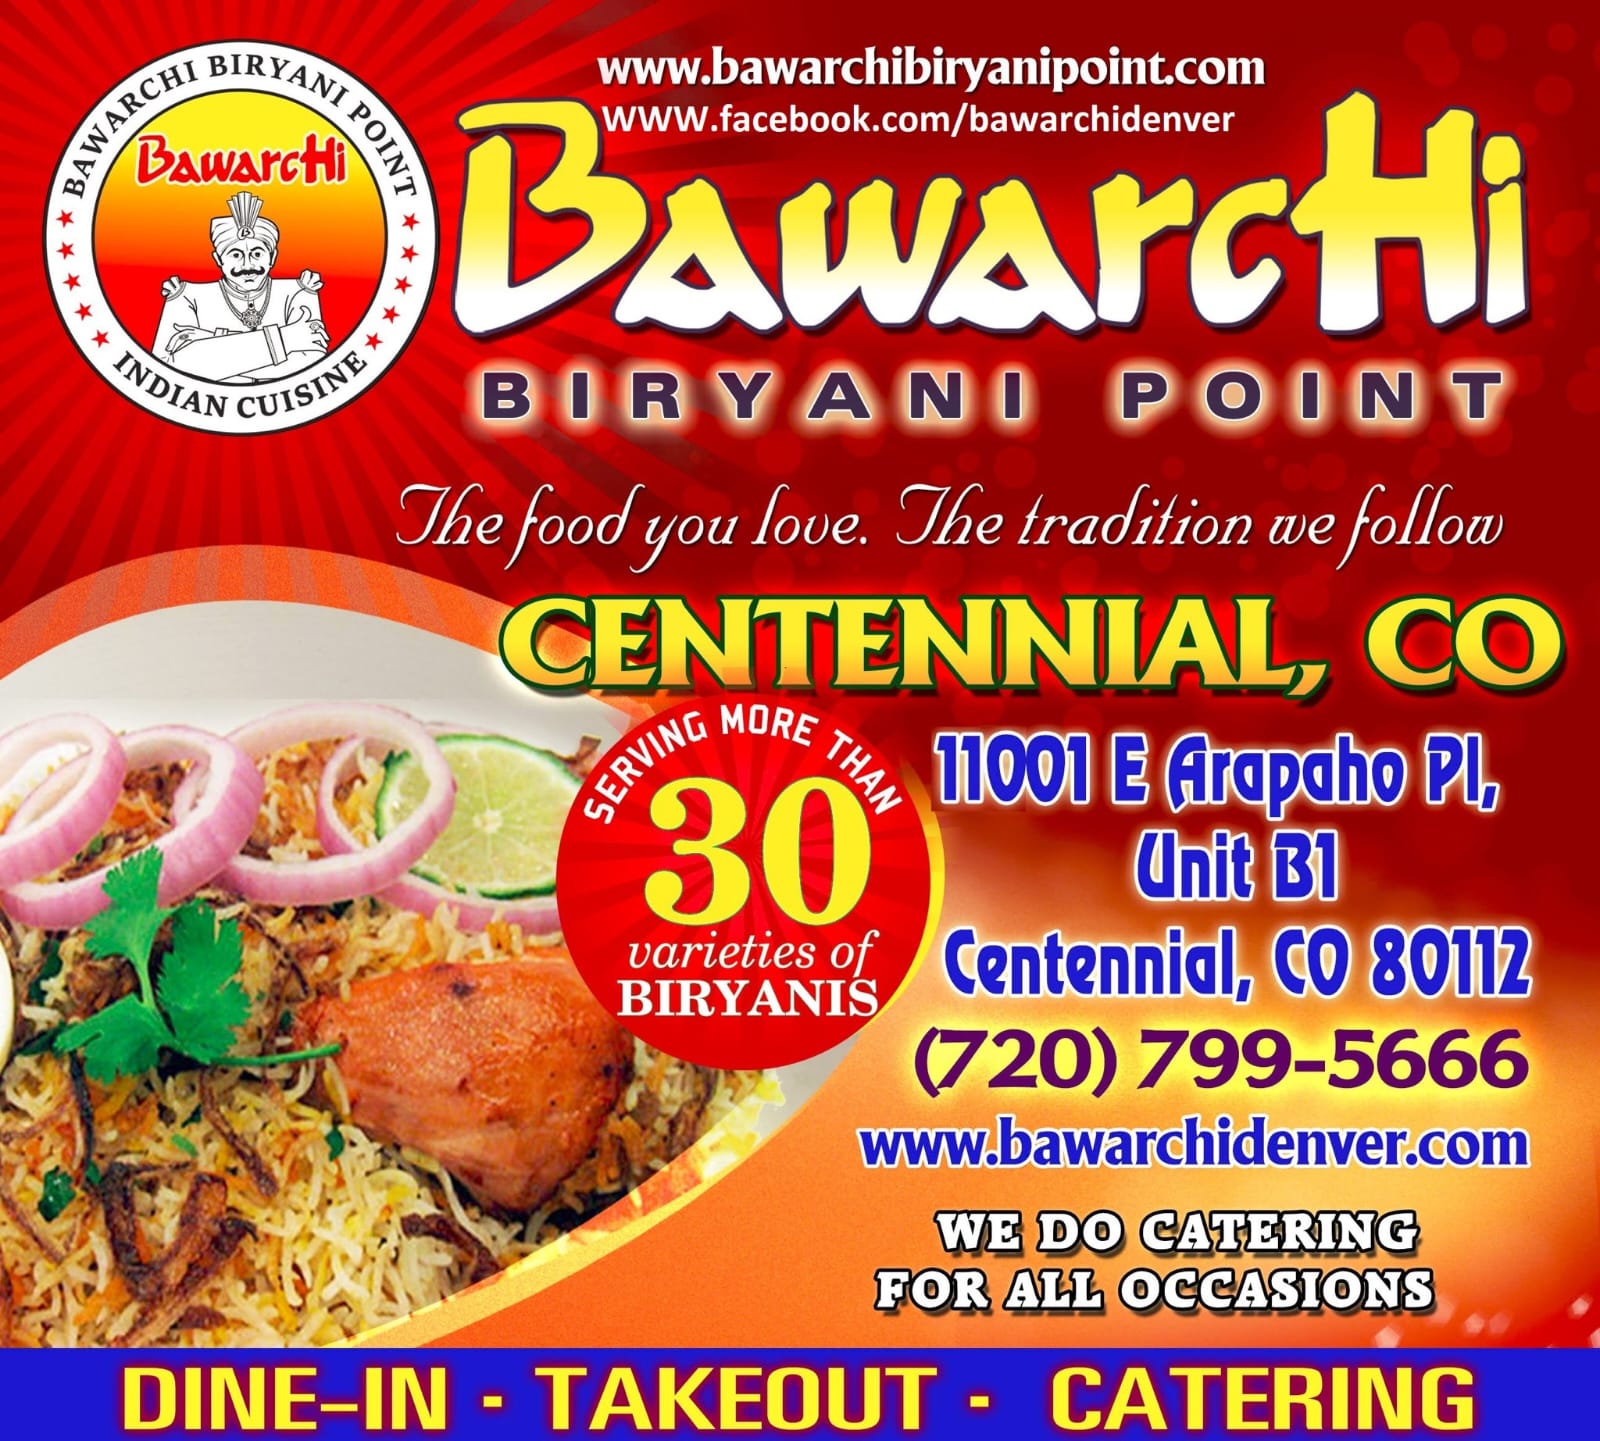 BAWARCHI BIRYANI POINT
BawarcHi
INDIAN CUISINE
www.bawarchibiryanipoint.com
WWW.facebook.com/bawarchidenver
BawarcHi
BIRYANI POINT
The food you love. The tradition we follow
CENTENNIAL, CO
SERVING MORE THAN
30
varieties of
BIRYANIS
11001 E Arapaho Pl,
Unit B1
Centennial, CO 80112
(720) 799-5666
www.bawarchidenver.com
WE DO CATERING
FOR ALL OCCASIONS
DINE-IN - TAKEOUT - CATERING